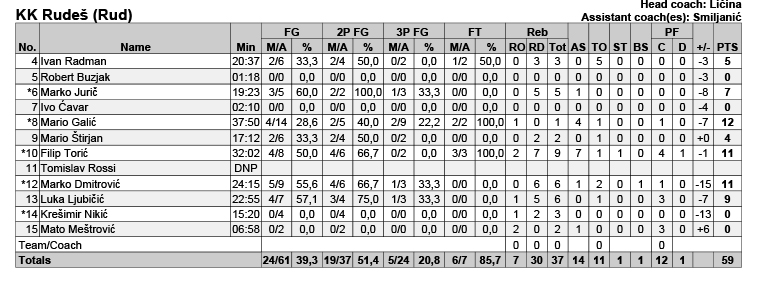 Head coach: Ličina
KK Rudeš (Rud) Assistant coach(es): Smiljanić
FG 2P FG 3P FG FT Reb PF
No. Name Min M/A % M/A % M/A % M/A % RO RD Tot AS TO ST BS C D +/- PTS
4 Ivan Radman 20:37 2/6 33,3 2/4 50,0 0/2 0,0 1/2 50,0 0 3 3 0 5 0 0 0 0 -3 5
5 Robert Buzjak 01:18 0/0 0,0 0/0 0,0 0/0 0,0 0/0 0,0 0 0 0 0 0 0 0 0 0 -3 0
*6 Marko Jurič 19:23 3/5 60,0 2/2 100,0 1/3 33,3 0/0 0,0 0 5 5 1 0 0 0 0 0 -8 7
7 Ivo Ćavar 02:10 0/0 0,0 0/0 0,0 0/0 0,0 0/0 0,0 0 0 0 0 0 0 0 0 0 -4 0
*8 Mario Galić 37:50 4/14 28,6 2/5 40,0 2/9 22,2 2/2 100,0 1 0 1 4 1 0 0 1 0 -7 12
9 Mario Štirjan 17:12 2/6 33,3 2/4 50,0 0/2 0,0 0/0 0,0 0 2 2 0 1 0 0 0 0 +0 4
*10 Filip Torić 32:02 4/8 50,0 4/6 66,7 0/2 0,0 3/3 100,0 2 7 9 7 1 1 0 4 1 -1 11
11 Tomislav Rossi DNP
*12 Marko Dmitrović 24:15 5/9 55,6 4/6 66,7 1/3 33,3 0/0 0,0 0 6 6 1 2 0 1 1 0 -15 11
13 Luka Ljubičić 22:55 4/7 57,1 3/4 75,0 1/3 33,3 0/0 0,0 1 5 6 0 1 0 0 3 0 -7 9
*14 Krešimir Nikić 15:20 0/4 0,0 0/4 0,0 0/0 0,0 0/0 0,0 1 2 3 0 0 0 0 0 0 -13 0
15 Mato Meštrović 06:58 0/2 0,0 0/2 0,0 0/0 0,0 0/0 0,0 2 0 2 1 0 0 0 3 0 +6 0
Team/Coach 0 0 0 0 0
Totals 24/61 39,3 19/37 51,4 5/24 20,8 6/7 85,7 7 30 37 14 11 1 1 12 1 59